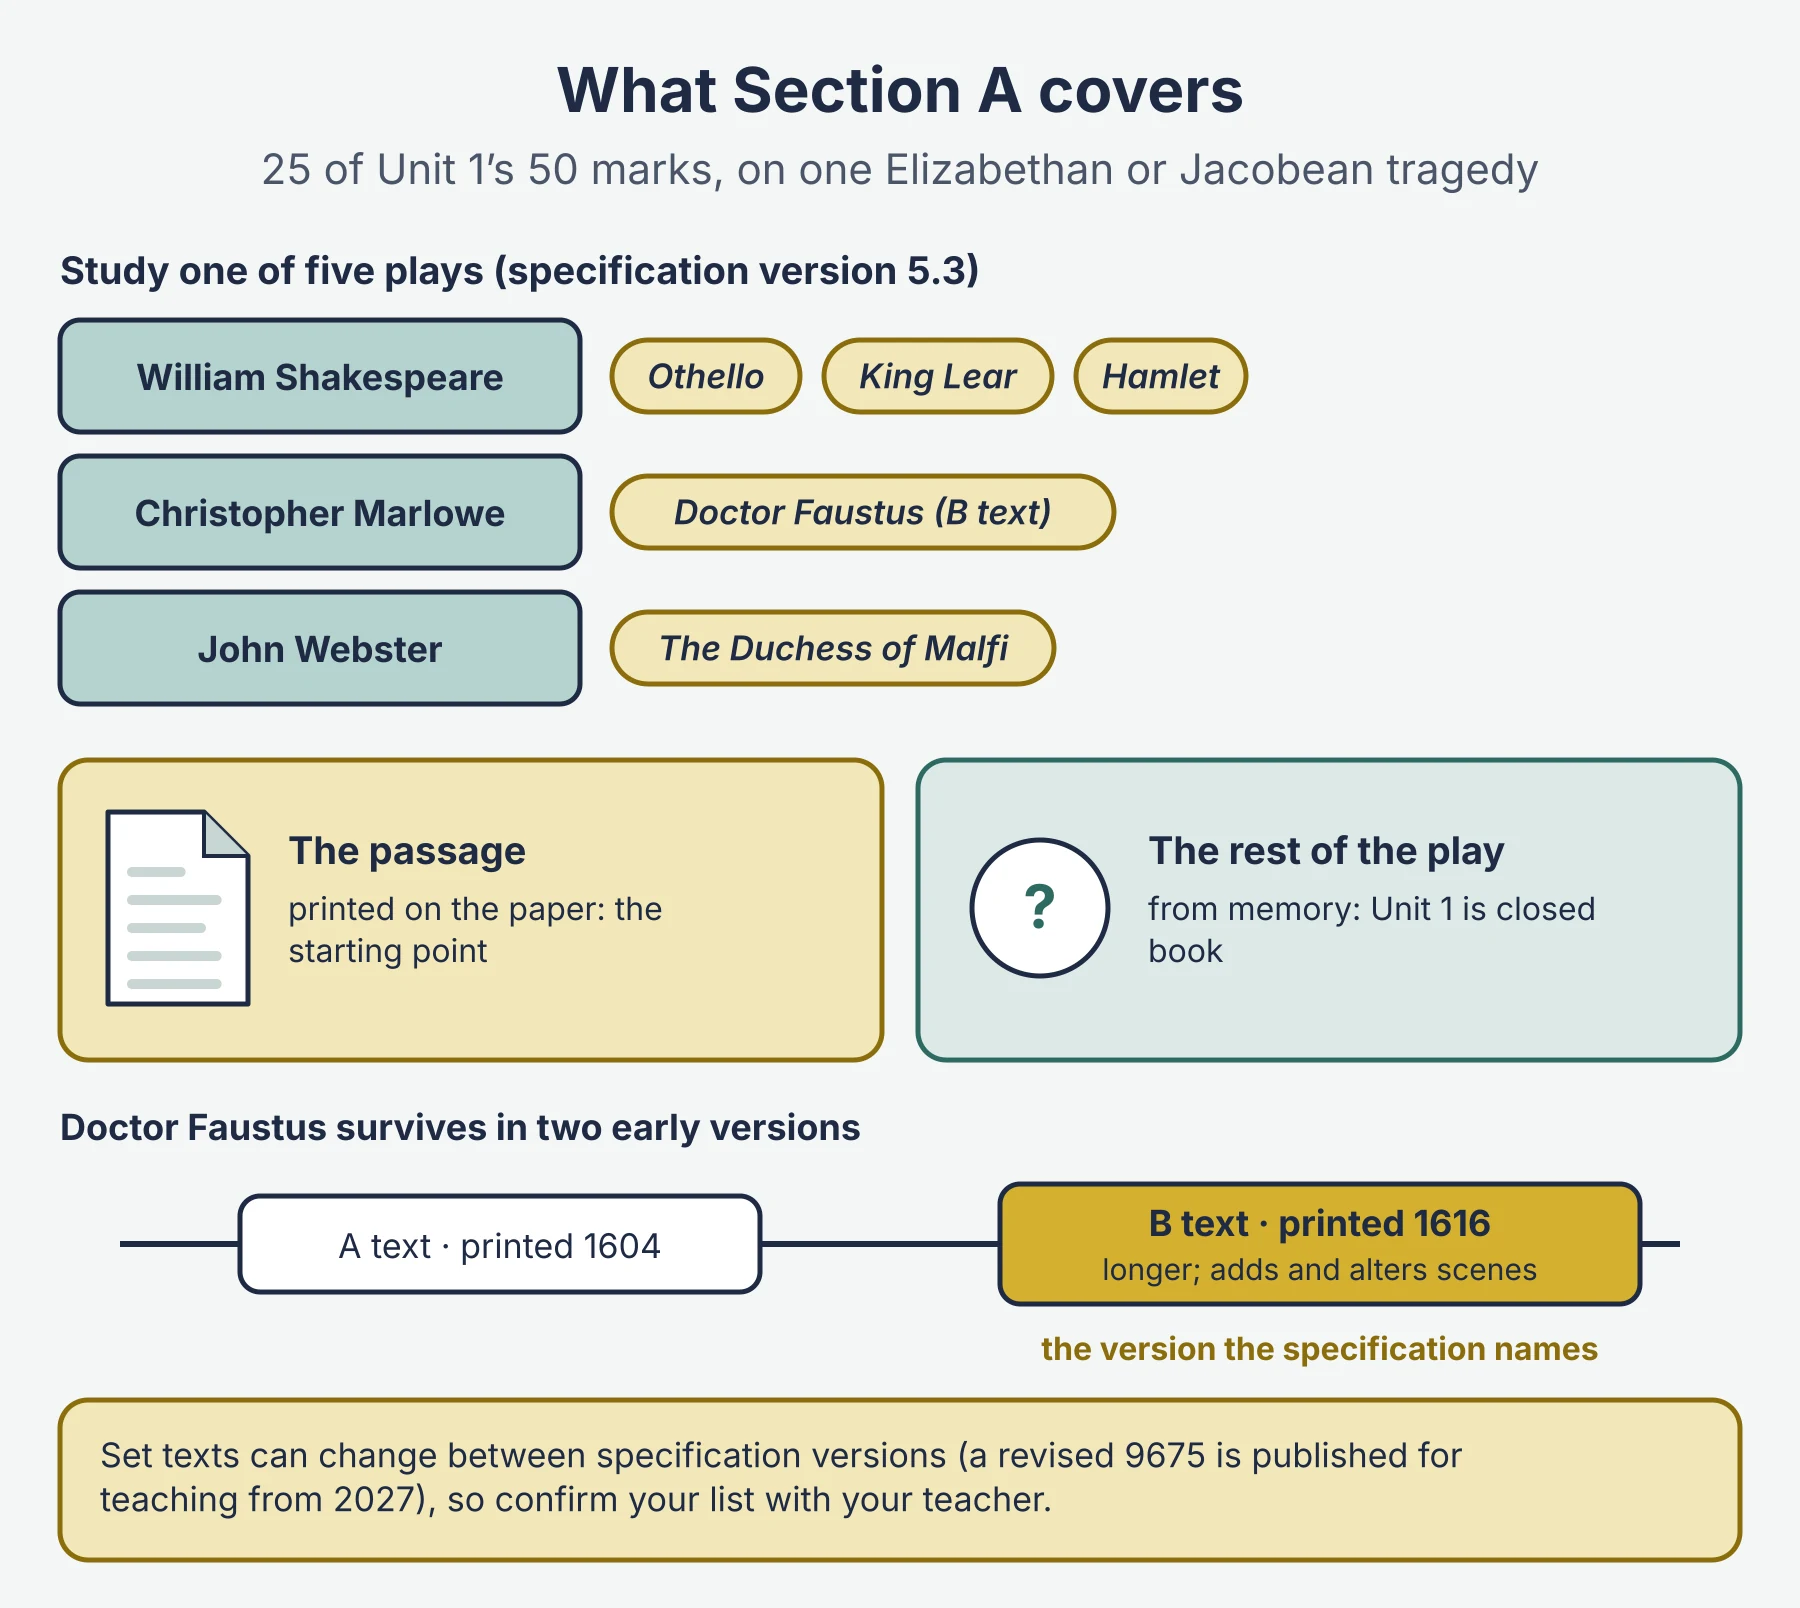 What Section A covers
25 of Unit 1’s 50 marks, on one Elizabethan or Jacobean tragedy
Study one of five plays (specification version 5.3)
William Shakespeare
Othello
King Lear
Hamlet
Christopher Marlowe
Doctor Faustus (B text)
John Webster
The Duchess of Malfi
The passage
printed on the paper: the
starting point
?
The rest of the play
from memory: Unit 1 is closed
book
Doctor Faustus survives in two early versions
A text · printed 1604
B text · printed 1616
longer; adds and alters scenes
the version the specification names
Set texts can change between specification versions (a revised 9675 is published for
teaching from 2027), so confirm your list with your teacher.